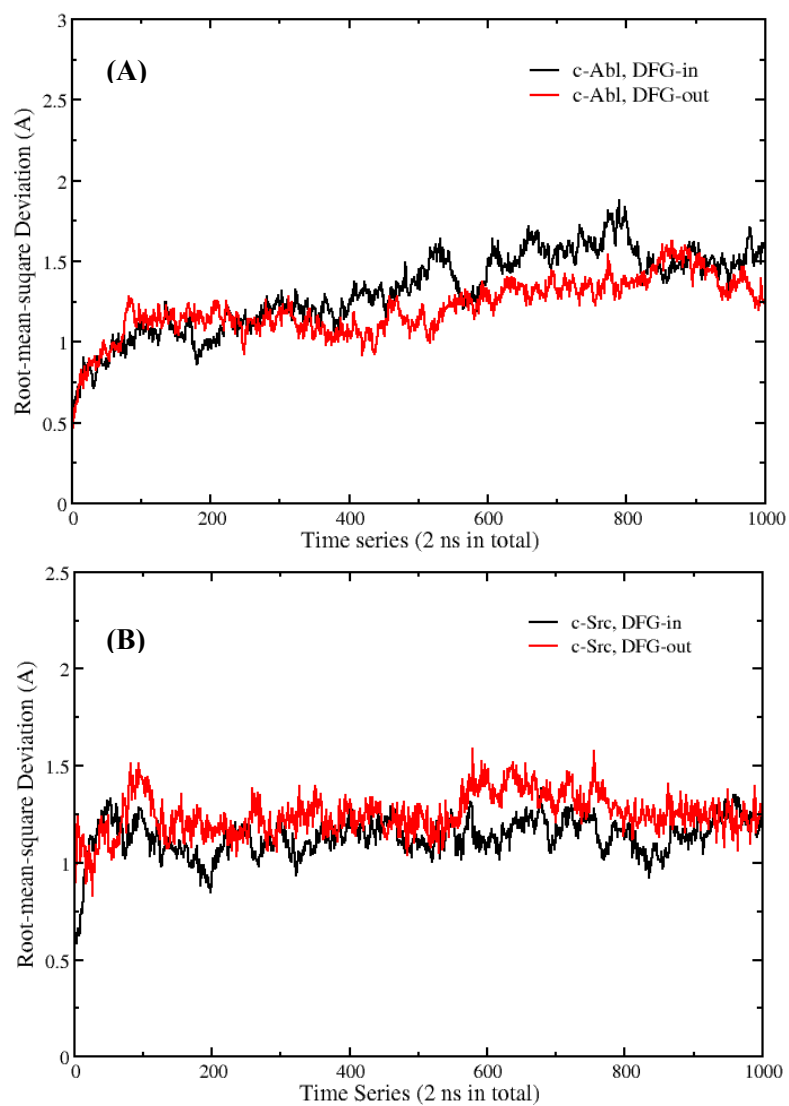 3
(A)
c-Abl, DFG-in
2.5
c-Abl, DFG-out
2
Root-mean-suqare Deviation (A)
1.5
1
0.5
0
0
200
400
600
800
1000
Time series (2 ns in total)
2.5
(B)
c-Src, DFG-in
c-Src, DFG-out
2
Root-mean-square Deviation (A)
1.5
1
0.5
0
0
200
400
600
800
1000
Time Series (2 ns in total)